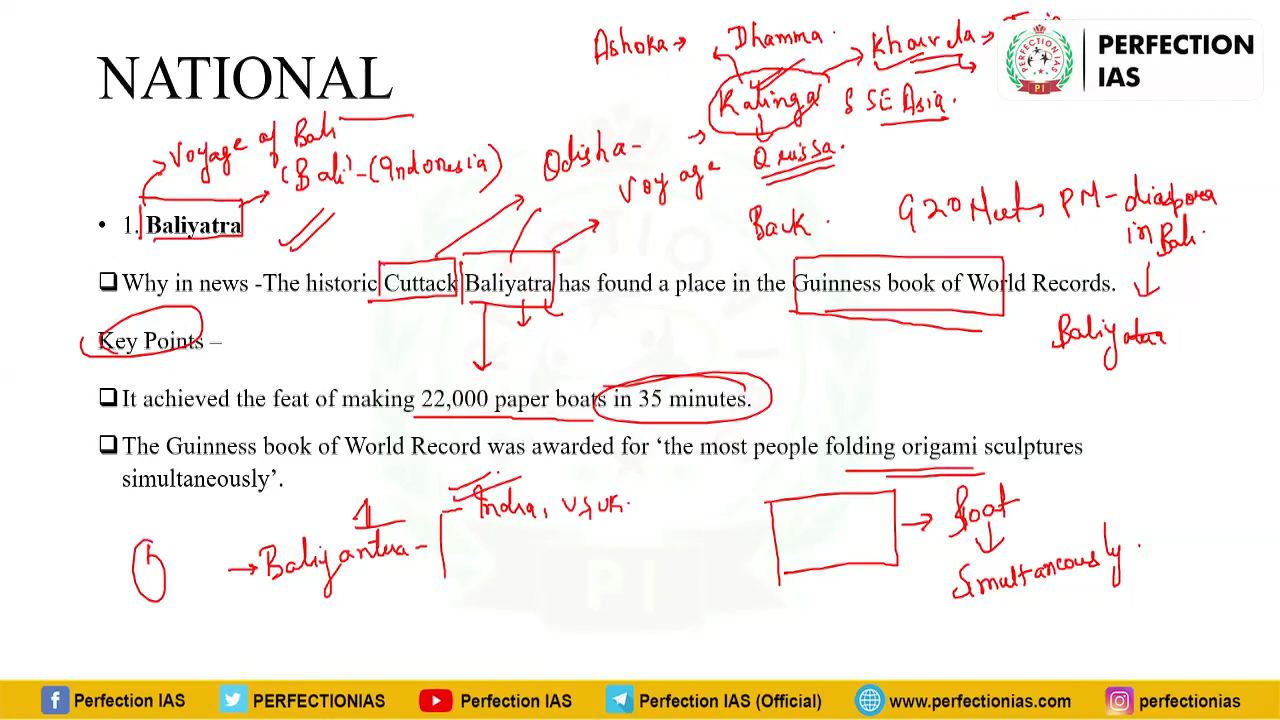 Ashoka → Dhamma. Kharvela →
PERFECTION
IAS
NATIONAL
Kalinga & SE Asia.
Voyage of Bali
'Bali' - (Indonesia)
Odisha -
voyage
Orissa.
Back.
G20 Meet → PM - diaspora
in Bali.
• 1. Baliyatra
❑ Why in news -The historic Cuttack Baliyatra has found a place in the Guinness book of World Records.
Key Points –
❑ It achieved the feat of making 22,000 paper boats in 35 minutes.
❑ The Guinness book of World Record was awarded for ‘the most people folding origami sculptures
simultaneously’.
1
India, US, UK.
→ Boat
Simultaneously.
PI
Perfection IAS PERFECTIONIAS Perfection IAS Perfection IAS (Official) www.perfectionias.com perfectionias